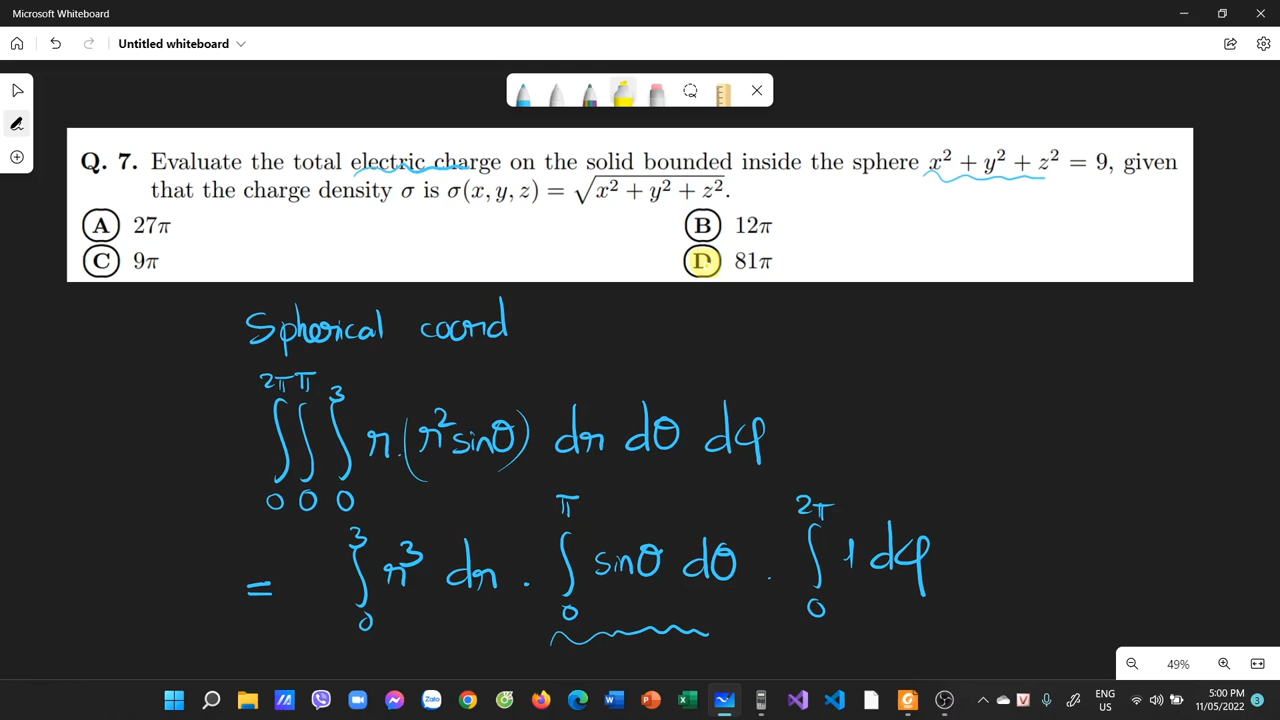 Microsoft Whiteboard
Untitled whiteboard
Q. 7. Evaluate the total electric charge on the solid bounded inside the sphere x² + y² + z² = 9, given
that the charge density σ is σ(x, y, z) = √(x² + y² + z²).
A 27π B 12π
C 9π D 81π
Spherical coord
∫₀^2π ∫₀^π ∫₀^3 r.(r² sinθ) dr dθ dφ
= ∫₀^3 r³ dr . ∫₀^π sinθ dθ . ∫₀^2π 1 dφ
49%
Zalo
ENG 5:00 PM
US 11/05/2022 3